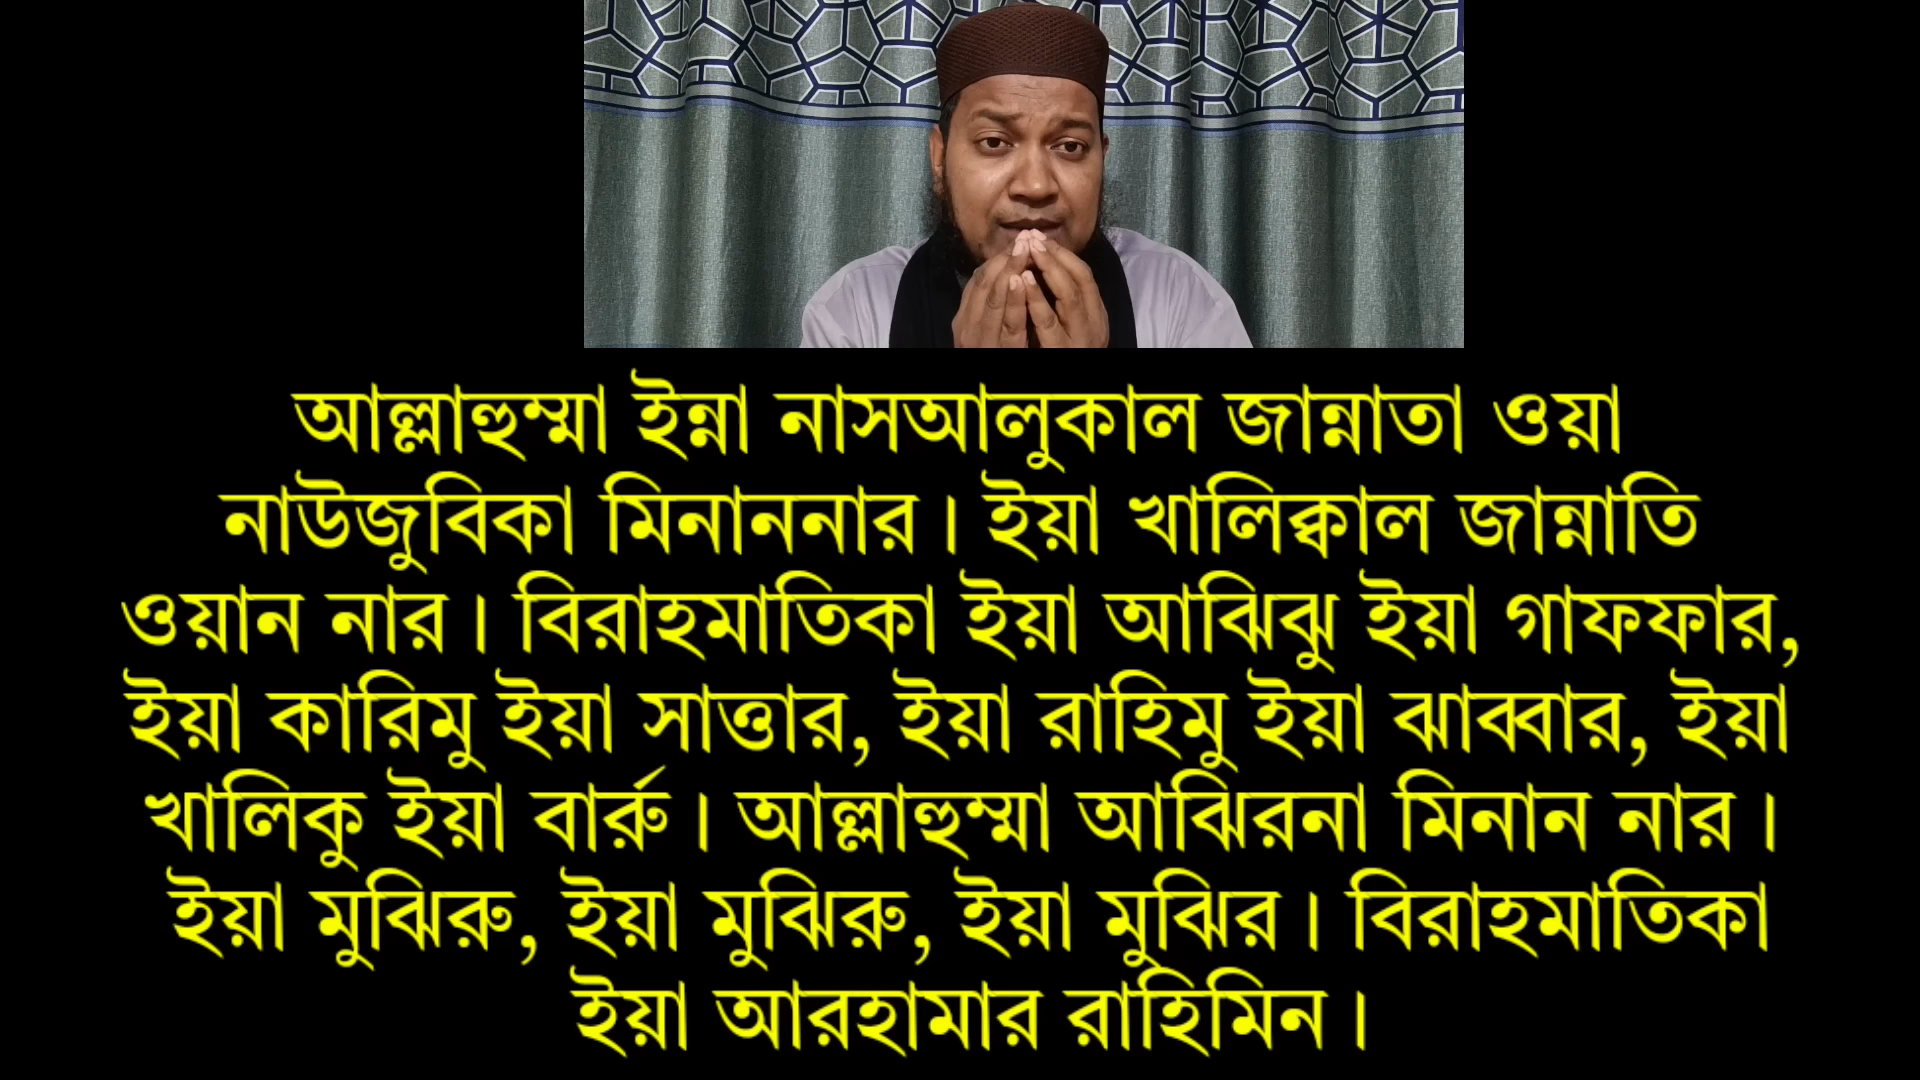 আল্লাহুম্মা ইন্না নাসআলুকাল জান্নাতা ওয়া
নাউজুবিকা মিনাননার। ইয়া খালিক্বাল জান্নাতি
ওয়ান নার। বিরাহমাতিকা ইয়া আঝিঝু ইয়া গাফফার,
ইয়া কারিমু ইয়া সাত্তার, ইয়া রাহিমু ইয়া ঝাব্বার, ইয়া
খালিকু ইয়া বার্রু। আল্লাহুম্মা আঝিরনা মিনান নার।
ইয়া মুঝিরু, ইয়া মুঝিরু, ইয়া মুঝির। বিরাহমাতিকা
ইয়া আরহামার রাহিমিন।